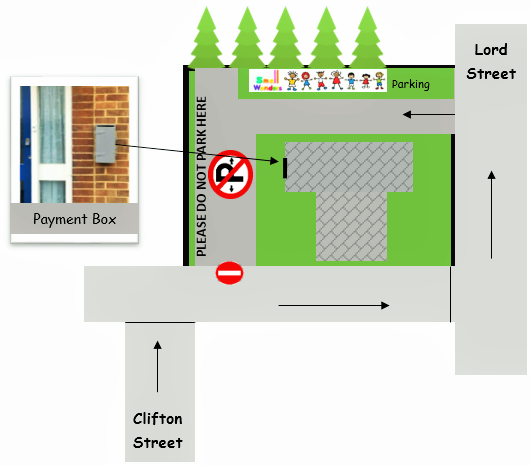 Lord
Street
Small
Wonders
Parking
PLEASE DO NOT PARK HERE
P
Payment Box
Clifton
Street